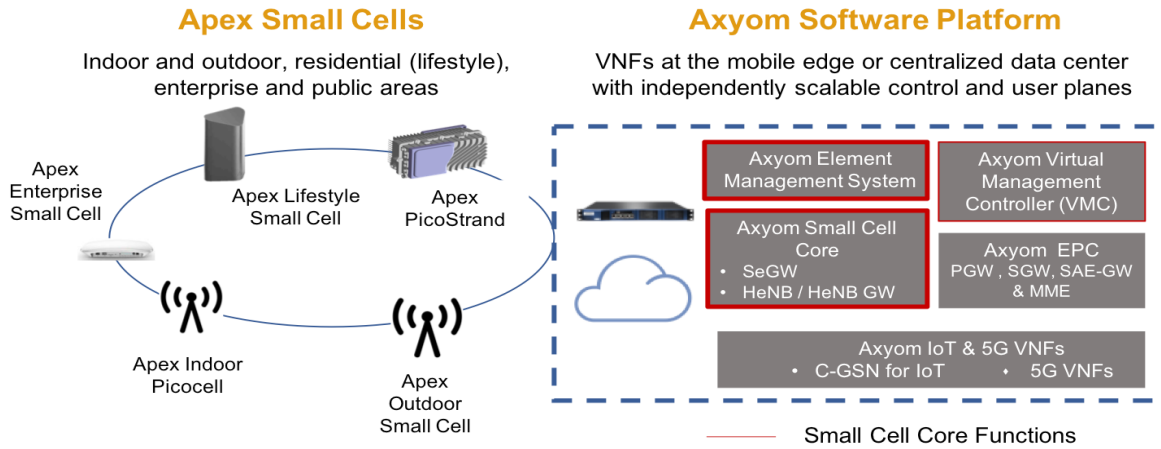 Apex Small Cells
Indoor and outdoor, residential (lifestyle),
enterprise and public areas
Apex
Enterprise
Small Cell
Apex Lifestyle
Small Cell
Apex
PicoStrand
Apex Indoor
Picocell
Apex
Outdoor
Small Cell
Axyom Software Platform
VNFs at the mobile edge or centralized data center
with independently scalable control and user planes
Axyom Element
Management System
Axyom Virtual
Management
Controller (VMC)
Axyom Small Cell
Core
• SeGW
• HeNB / HeNB GW
Axyom EPC
PGW , SGW, SAE-GW
& MME
Axyom IoT & 5G VNFs
• C-GSN for IoT ⬩ 5G VNFs
Small Cell Core Functions